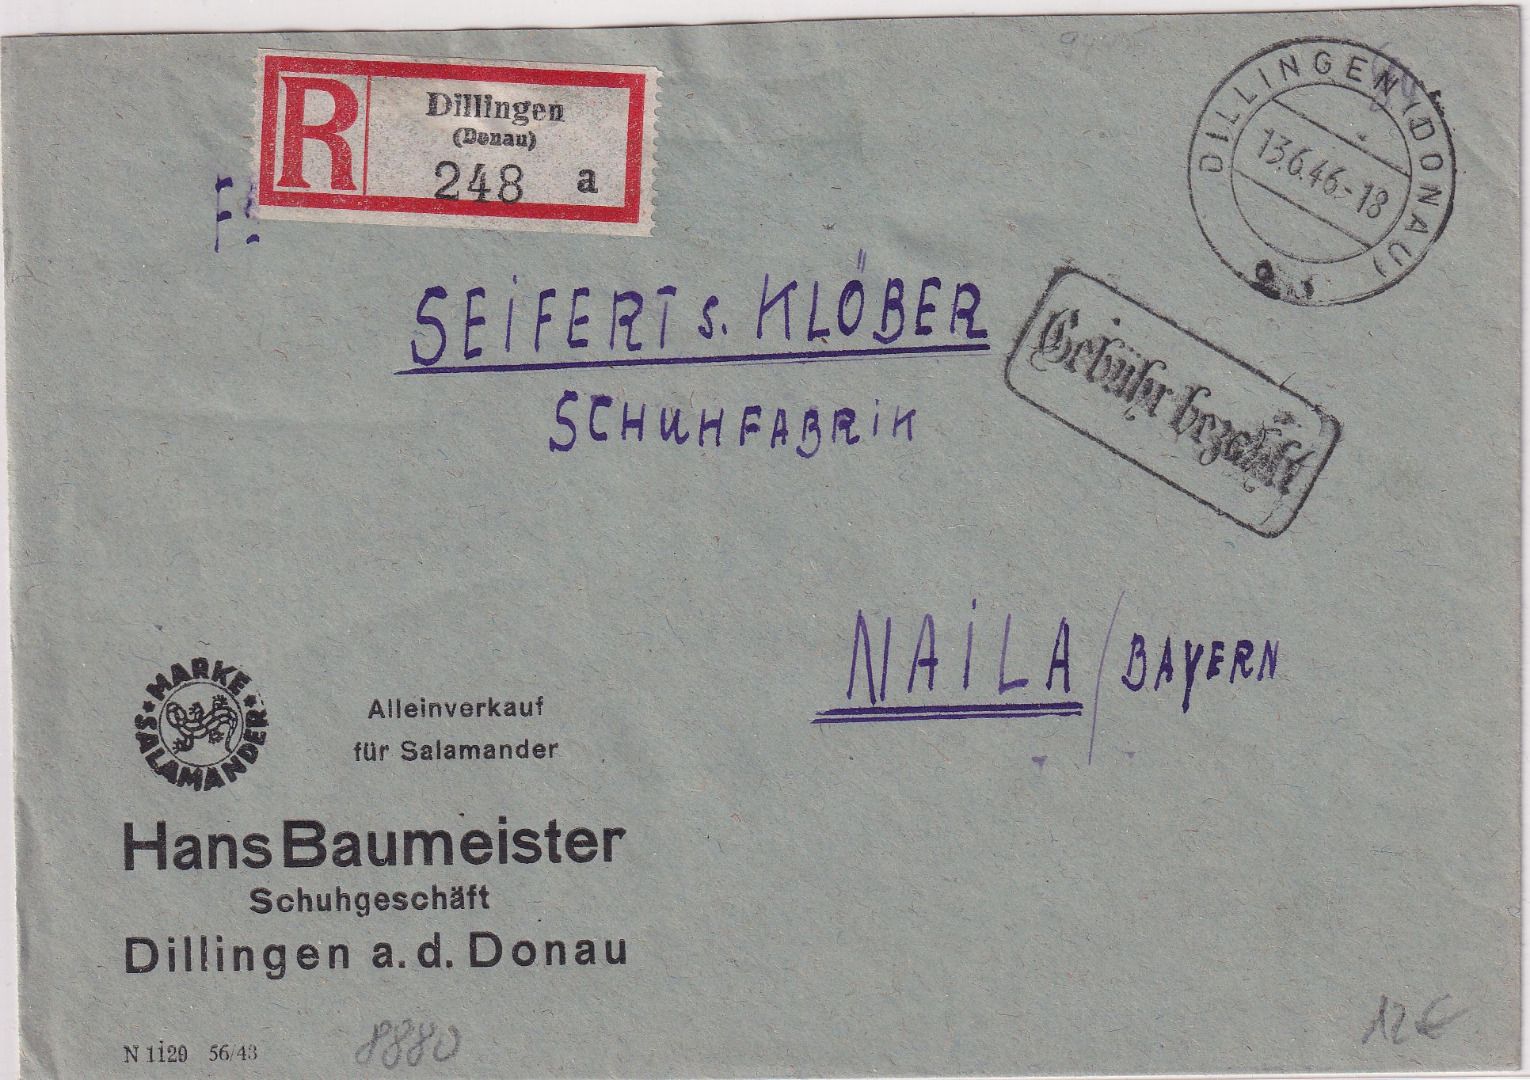 R
Dillingen
(Donau)
248 a
DILLINGEN (DONAU)
13.6.46.-18
a
SEIFERT s. KLÖBER
SCHUHFABRIK
Gebühr bezahlt
NAILA / BAYERN
MARKE
SALAMANDER
Alleinverkauf
für Salamander
Hans Baumeister
Schuhgeschäft
Dillingen a. d. Donau
N 1129 56/43
8880
12 €